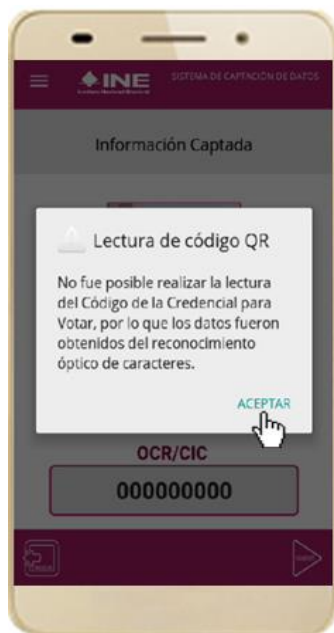 INE
SISTEMA DE CAPTACIÓN DE DATOS
Información Captada
Lectura de código QR
No fue posible realizar la lectura
del Código de la Credencial para
Votar, por lo que los datos fueron
obtenidos del reconocimiento
óptico de caracteres.
ACEPTAR
OCR/CIC
000000000